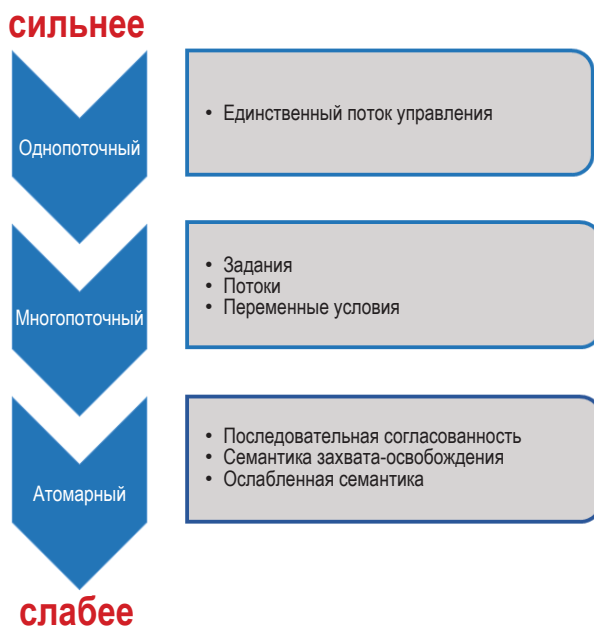 сильнее
Однопоточный
• Единственный поток управления
Многопоточный
• Задания
• Потоки
• Переменные условия
Атомарный
• Последовательная согласованность
• Семантика захвата-освобождения
• Ослабленная семантика
слабее